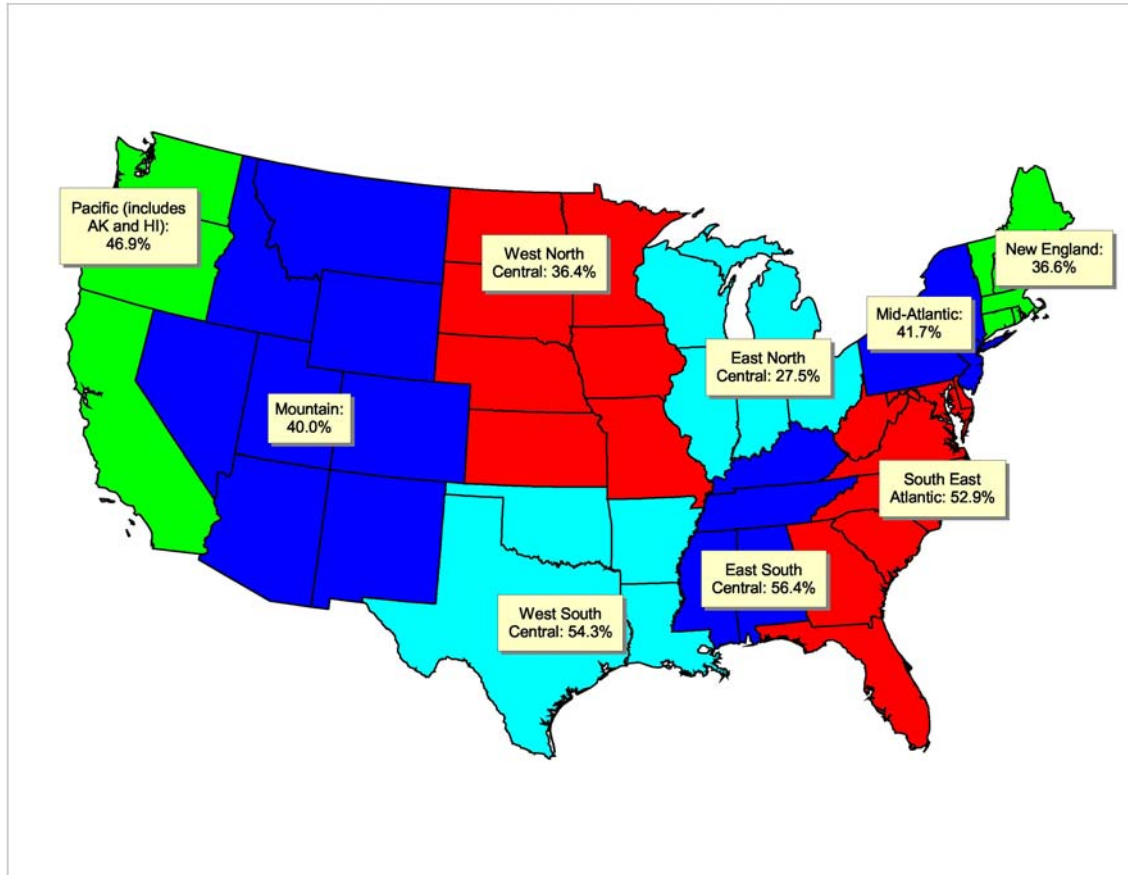 Pacific (includes
AK and HI):
46.9%
West North
Central: 36.4%
New England:
36.6%
Mid-Atlantic:
41.7%
East North
Central: 27.5%
Mountain:
40.0%
South East
Atlantic: 52.9%
East South
Central: 56.4%
West South
Central: 54.3%